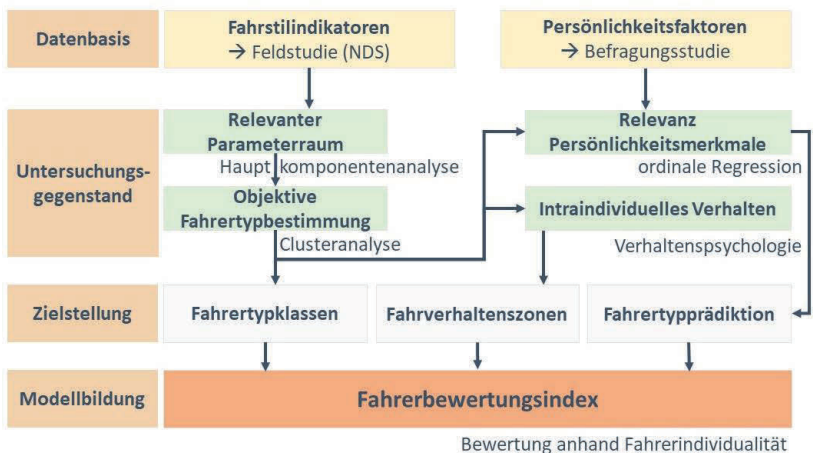 Datenbasis
Fahrstilindikatoren
→ Feldstudie (NDS)
Persönlichkeitsfaktoren
→ Befragungsstudie
Untersuchungs-
gegenstand
Relevanter
Parameterraum
Haupt komponentenanalyse
Objektive
Fahrertypbestimmung
Clusteranalyse
Relevanz
Persönlichkeitsmerkmale
ordinale Regression
Intraindividuelles Verhalten
Verhaltenspsychologie
Zielstellung
Fahrertypklassen
Fahrverhaltenszonen
Fahrertypprädiktion
Modellbildung
Fahrerbewertungsindex
Bewertung anhand Fahrerindividualität